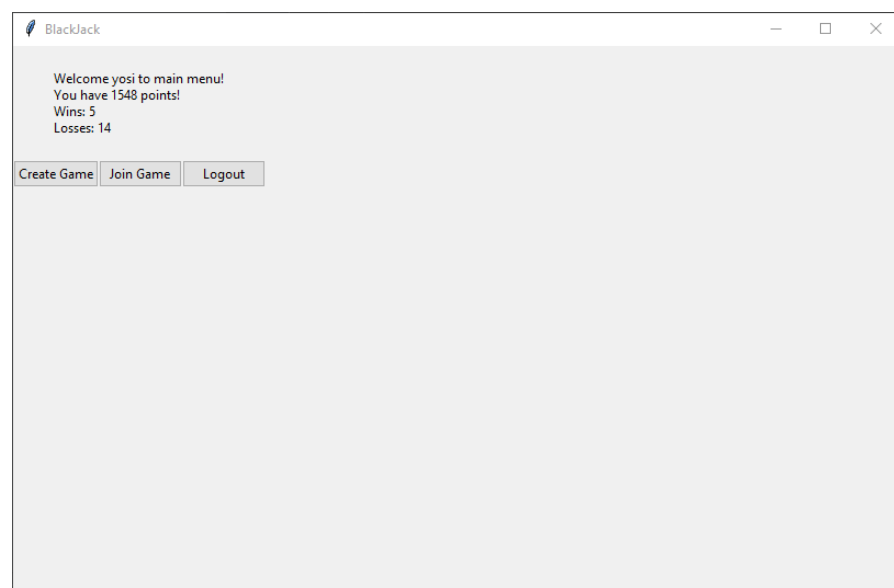 BlackJack
Welcome yosi to main menu!
You have 1548 points!
Wins: 5
Losses: 14
Create Game Join Game Logout